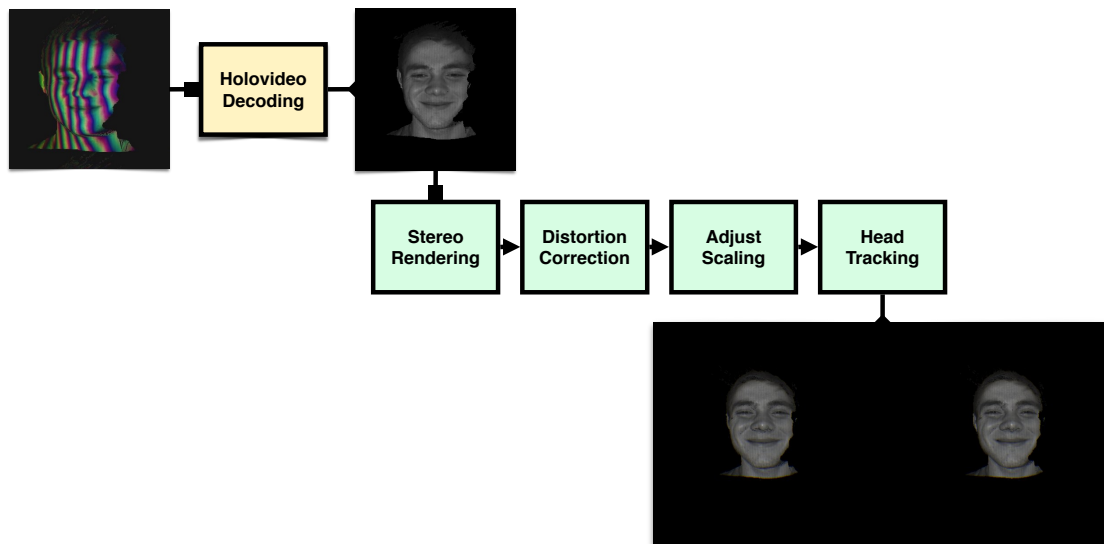 Holovideo
Decoding
Stereo
Rendering
Distortion
Correction
Adjust
Scaling
Head
Tracking